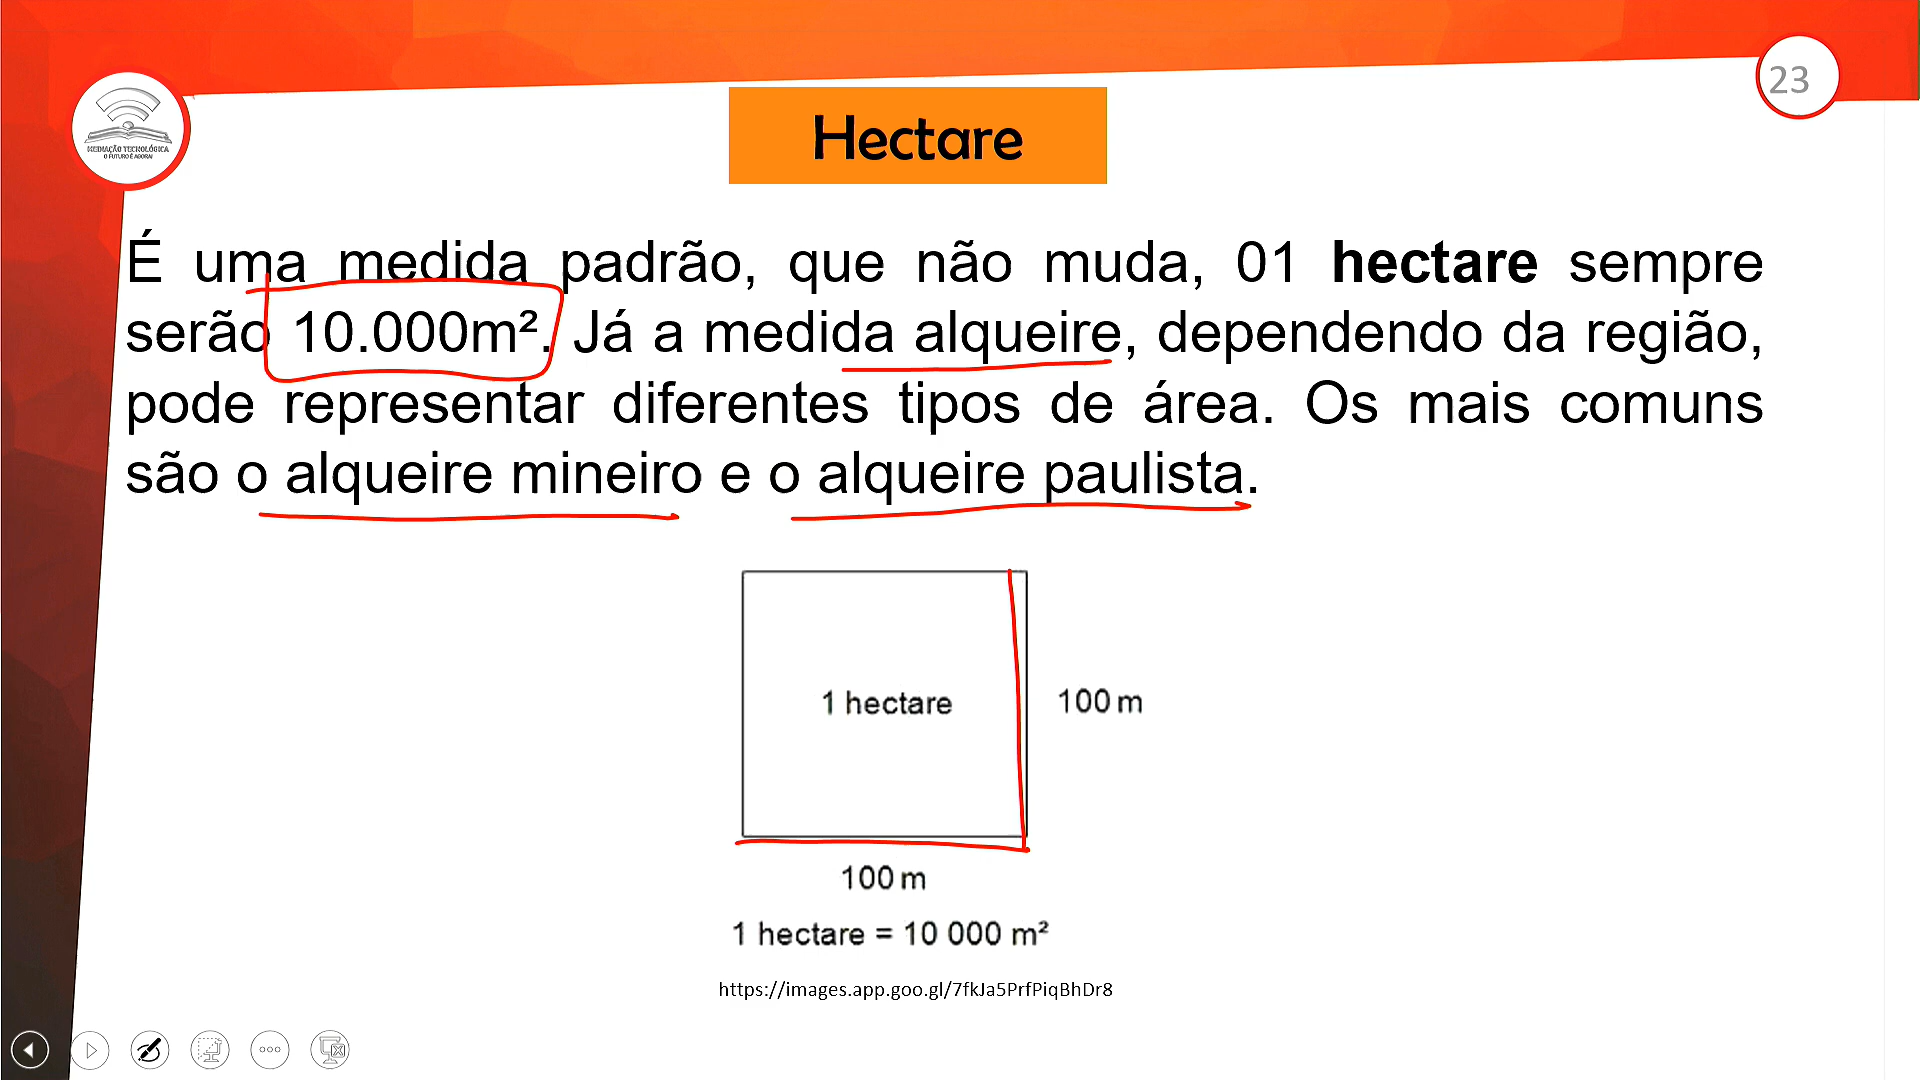 23
MEDIAÇÃO TECNOLÓGICA
O FUTURO É AGORA!
Hectare
É uma medida padrão, que não muda, 01 hectare sempre
serão 10.000m². Já a medida alqueire, dependendo da região,
pode representar diferentes tipos de área. Os mais comuns
são o alqueire mineiro e o alqueire paulista.
1 hectare
100 m
100 m
1 hectare = 10 000 m²
https://images.app.goo.gl/7fkJa5PrfPiqBhDr8